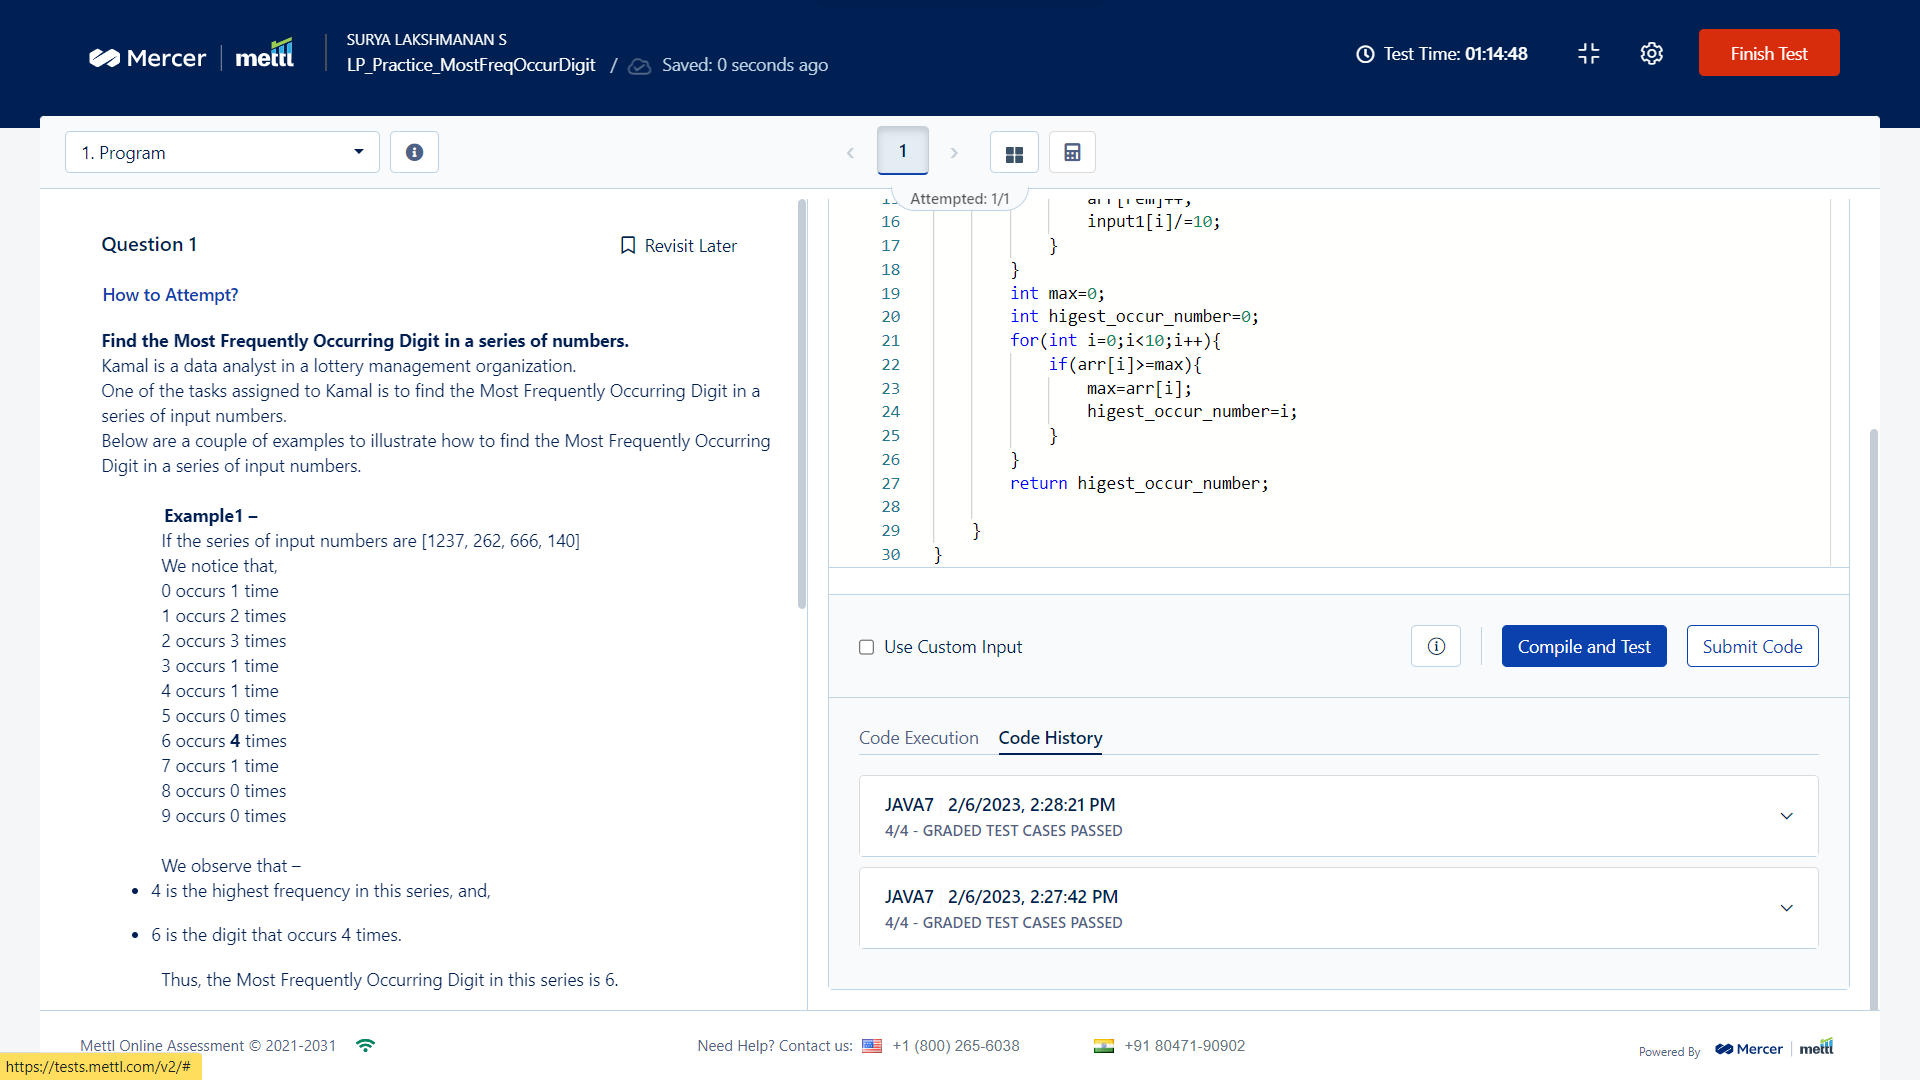 Mercer mettl
SURYA LAKSHMANAN S
LP_Practice_MostFreqOccurDigit / Saved: 0 seconds ago
Test Time: 01:14:48
Finish Test
1. Program
1
Attempted: 1/1
Question 1
Revisit Later
How to Attempt?
Find the Most Frequently Occurring Digit in a series of numbers.
Kamal is a data analyst in a lottery management organization.
One of the tasks assigned to Kamal is to find the Most Frequently Occurring Digit in a
series of input numbers.
Below are a couple of examples to illustrate how to find the Most Frequently Occurring
Digit in a series of input numbers.
Example1 –
If the series of input numbers are [1237, 262, 666, 140]
We notice that,
0 occurs 1 time
1 occurs 2 times
2 occurs 3 times
3 occurs 1 time
4 occurs 1 time
5 occurs 0 times
6 occurs 4 times
7 occurs 1 time
8 occurs 0 times
9 occurs 0 times
We observe that –
• 4 is the highest frequency in this series, and,
• 6 is the digit that occurs 4 times.
Thus, the Most Frequently Occurring Digit in this series is 6.
15 arr[rem]++;
16 input1[i]/=10;
17 }
18 }
19 int max=0;
20 int higest_occur_number=0;
21 for(int i=0;i<10;i++){
22 if(arr[i]>=max){
23 max=arr[i];
24 higest_occur_number=i;
25 }
26 }
27 return higest_occur_number;
28
29 }
30 }
Use Custom Input
Compile and Test
Submit Code
Code Execution
Code History
JAVA7 2/6/2023, 2:28:21 PM
4/4 - GRADED TEST CASES PASSED
JAVA7 2/6/2023, 2:27:42 PM
4/4 - GRADED TEST CASES PASSED
Mettl Online Assessment © 2021-2031
Need Help? Contact us: +1 (800) 265-6038
+91 80471-90902
Powered By Mercer mettl
https://tests.mettl.com/v2/#